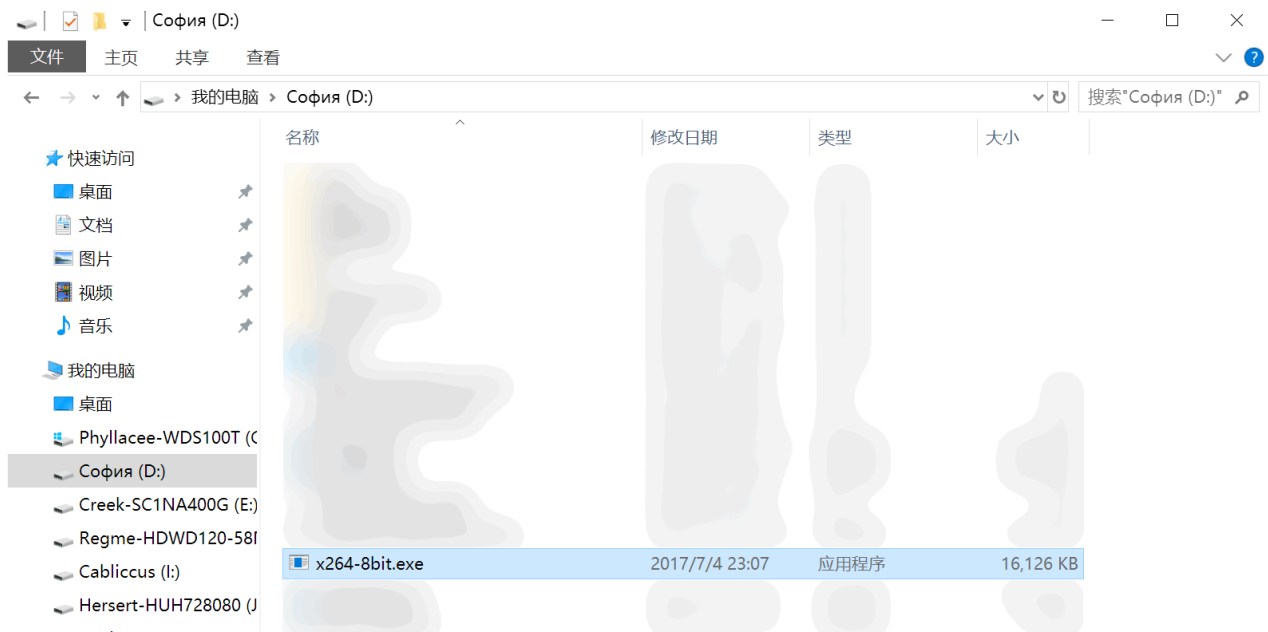 София (D:)
文件 主页 共享 查看
我的电脑 София (D:) 搜索"София (D:)"
名称 修改日期 类型 大小
快速访问
桌面
文档
图片
视频
音乐
我的电脑
桌面
Phyllacee-WDS100T (C
София (D:)
Creek-SC1NA400G (E:)
Regme-HDWD120-58
Cabliccus (I:)
x264-8bit.exe 2017/7/4 23:07 应用程序 16,126 KB
Hersert-HUH728080 (J